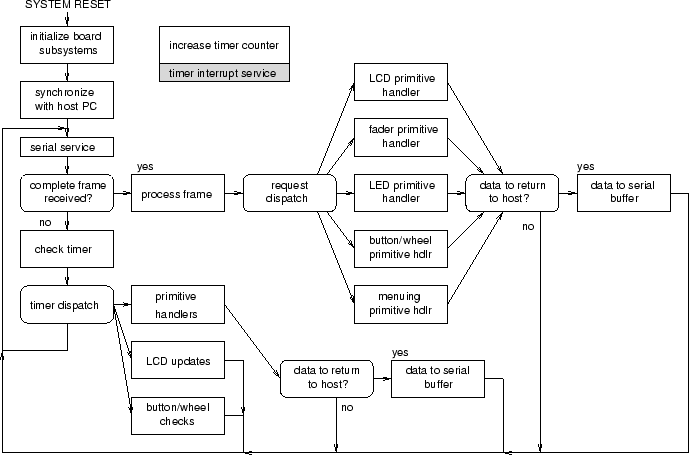 SYSTEM RESET
initialize board
subsystems
increase timer counter
timer interrupt service
synchronize
with host PC
serial service
complete frame
received?
yes
process frame
request
dispatch
LCD primitive
handler
fader primitive
handler
LED primitive
handler
button/wheel
primitive hdlr
menuing
primitive hdlr
data to return
to host?
yes
data to serial
buffer
no
no
check timer
timer dispatch
primitive
handlers
LCD updates
button/wheel
checks
data to return
to host?
yes
data to serial
buffer
no